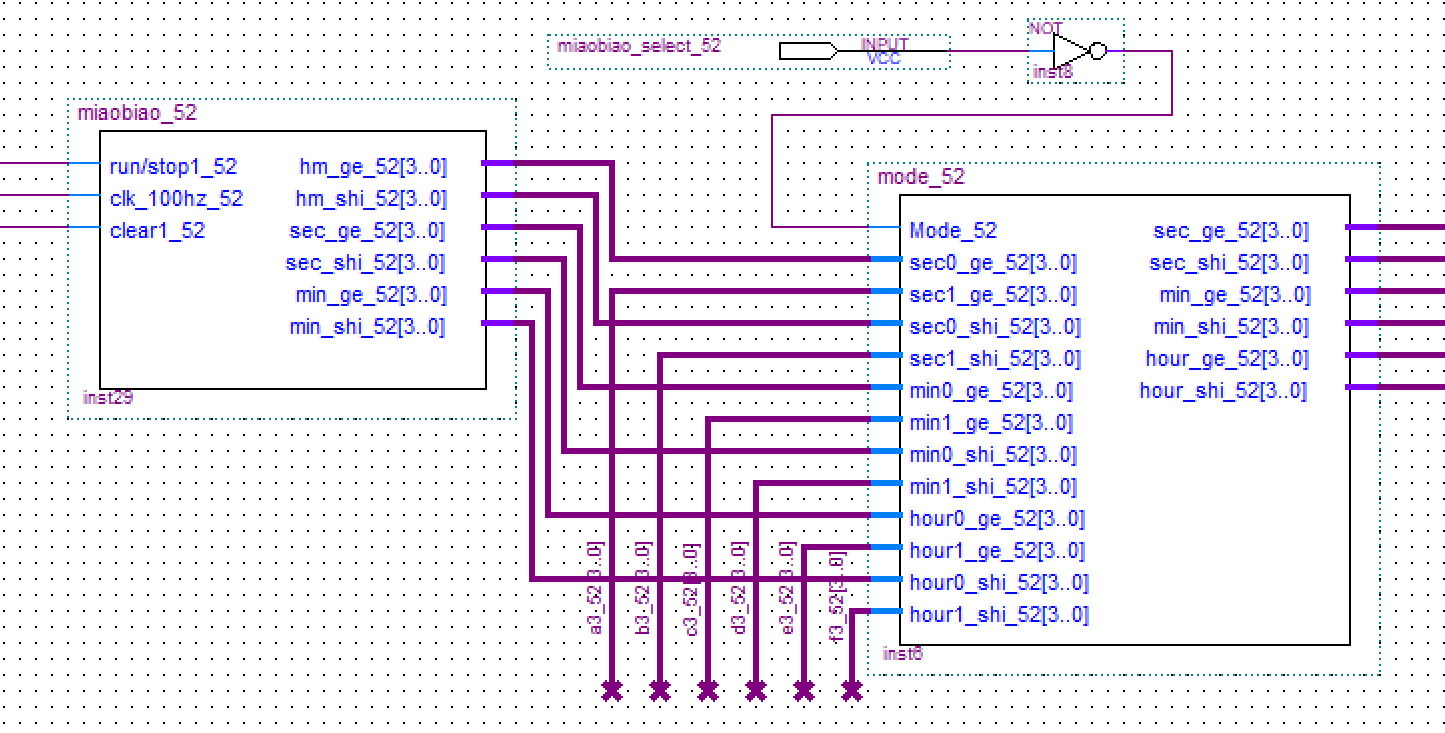 miaobiao_select_52
INPUT
VCC
NOT
inst8
miaobiao_52
run/stop1_52
clk_100hz_52
clear1_52
hm_ge_52[3..0]
hm_shi_52[3..0]
sec_ge_52[3..0]
sec_shi_52[3..0]
min_ge_52[3..0]
min_shi_52[3..0]
inst29
mode_52
Mode_52
sec0_ge_52[3..0]
sec1_ge_52[3..0]
sec0_shi_52[3..0]
sec1_shi_52[3..0]
min0_ge_52[3..0]
min1_ge_52[3..0]
min0_shi_52[3..0]
min1_shi_52[3..0]
hour0_ge_52[3..0]
hour1_ge_52[3..0]
hour0_shi_52[3..0]
hour1_shi_52[3..0]
sec_ge_52[3..0]
sec_shi_52[3..0]
min_ge_52[3..0]
min_shi_52[3..0]
hour_ge_52[3..0]
hour_shi_52[3..0]
inst6
a3_52[3..0]
b3_52[3..0]
c3_52[3..0]
d3_52[3..0]
e3_52[3..0]
f3_52[3..0]